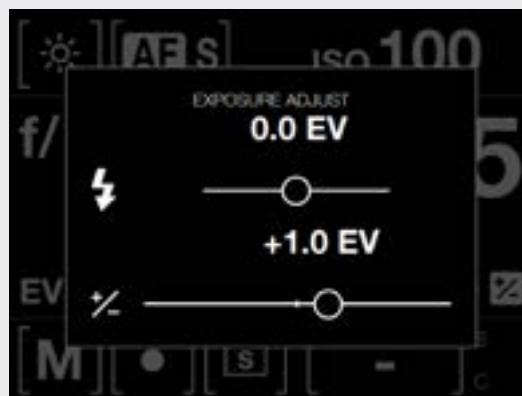 AF S ISO 100
EXPOSURE ADJUST
0.0 EV
f/ 5
+1.0 EV
EV
M S -